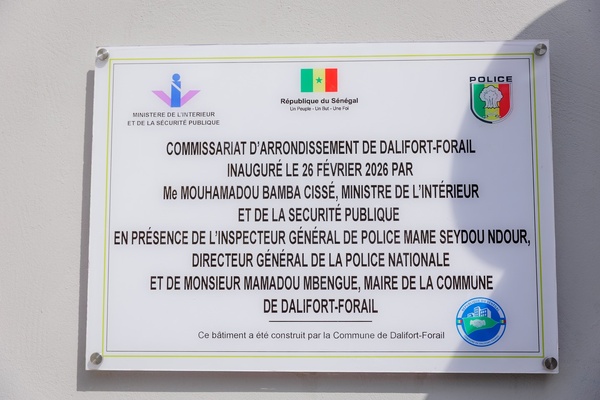 MINISTERE DE L'INTERIEUR
ET DE LA SÉCURITÉ PUBLIQUE
République du Sénégal
Un Peuple - Un But - Une Foi
POLICE
COMMISSARIAT D'ARRONDISSEMENT DE DALIFORT-FORAIL
INAUGURÉ LE 26 FÉVRIER 2026 PAR
Me MOUHAMADOU BAMBA CISSÉ, MINISTRE DE L'INTÉRIEUR
ET DE LA SECURITÉ PUBLIQUE
EN PRÉSENCE DE L'INSPECTEUR GÉNÉRAL DE POLICE MAME SEYDOU NDOUR,
DIRECTEUR GÉNÉRAL DE LA POLICE NATIONALE
ET DE MONSIEUR MAMADOU MBENGUE, MAIRE DE LA COMMUNE
DE DALIFORT-FORAIL
Ce bâtiment a été construit par la Commune de Dalifort-Forail